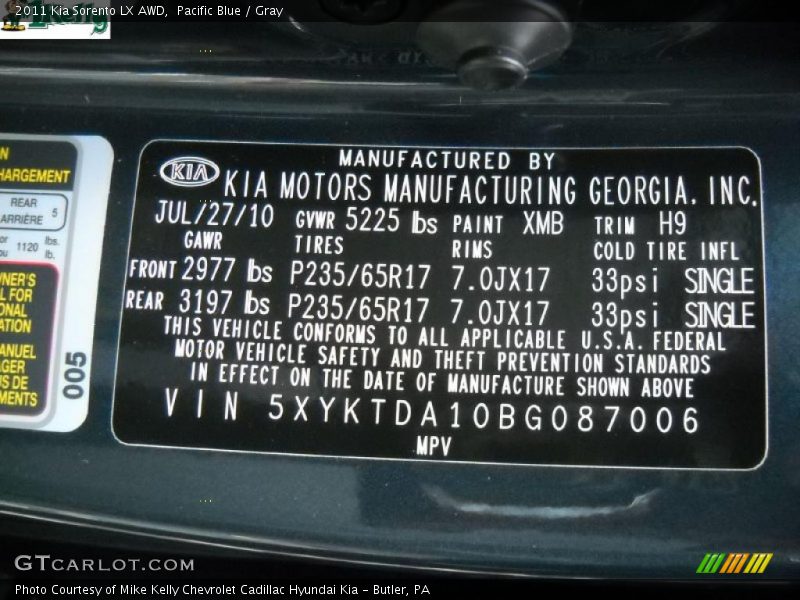 2011 Kia Sorento LX AWD,  Pacific Blue / Gray
Kelly
HARGEMENT
REAR
ARRIÈRE 5
1120 lbs.
lb.
005
MANUFACTURED BY
KIA KIA MOTORS MANUFACTURING GEORGIA. INC.
JUL/27/10 GVWR 5225 lbs PAINT XMB TRIM H9
GAWR TIRES RIMS COLD TIRE INFL
FRONT 2977 lbs P235/65R17 7.0JX17 33psi SINGLE
REAR 3197 lbs P235/65R17 7.0JX17 33psi SINGLE
THIS VEHICLE CONFORMS TO ALL APPLICABLE U.S.A. FEDERAL
MOTOR VEHICLE SAFETY AND THEFT PREVENTION STANDARDS
IN EFFECT ON THE DATE OF MANUFACTURE SHOWN ABOVE
VIN 5XYKTDA10BG087006
MPV
GTCARLOT.COM
Photo Courtesy of Mike Kelly Chevrolet Cadillac Hyundai Kia - Butler, PA